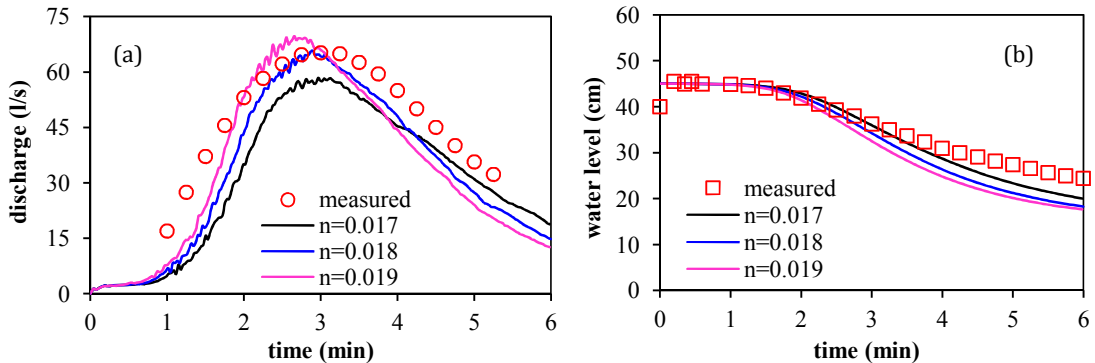 75
60
45
30
15
0
discharge (l/s)
(a)
measured
n=0.017
n=0.018
n=0.019
0 1 2 3 4 5 6
time (min)
60
50
40
30
20
10
0
water level (cm)
(b)
measured
n=0.017
n=0.018
n=0.019
0 1 2 3 4 5 6
time (min)